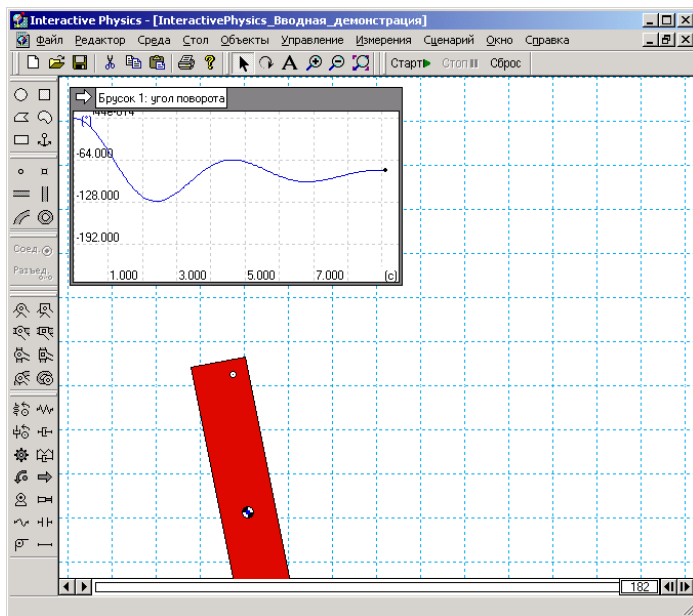 Interactive Physics - [InteractivePhysics_Вводная_демонстрация]
Файл Редактор Среда Стол Объекты Управление Измерения Сценарий Окно Справка
A Старт Стоп Сброс
Брусок 1: угол поворота
(°)
-64.000
-128.000
-192.000
1.000 3.000 5.000 7.000 (с)
Соед.
Разъед.
182